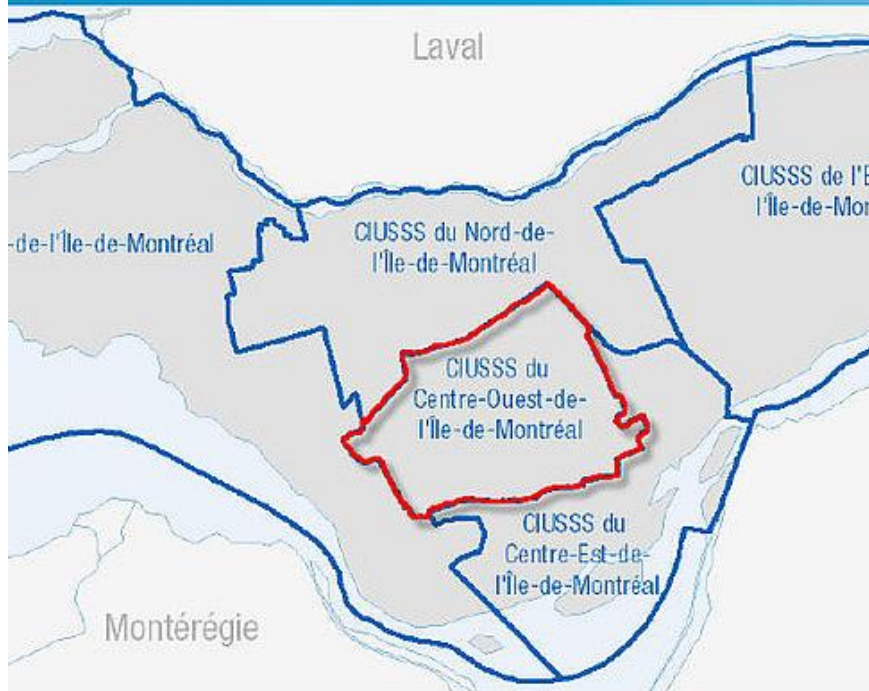 Laval
CIUSSS de l'E
l'Île-de-Mon
CIUSSS du Nord-de-
l'Île-de-Montréal
-de-l'Île-de-Montréal
CIUSSS du
Centre-Ouest-de-
l'Île-de-Montréal
CIUSSS du
Centre-Est-de-
l'Île-de-Montréal
Montérégie